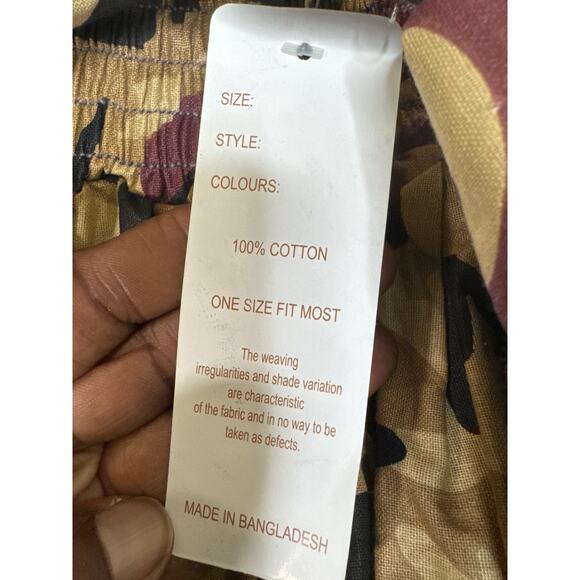 SIZE:
STYLE:
COLOURS:
100% COTTON
ONE SIZE FIT MOST
The weaving
irregularities and shade variation
are characteristic
of the fabric and in no way to be
taken as defects.
MADE IN BANGLADESH